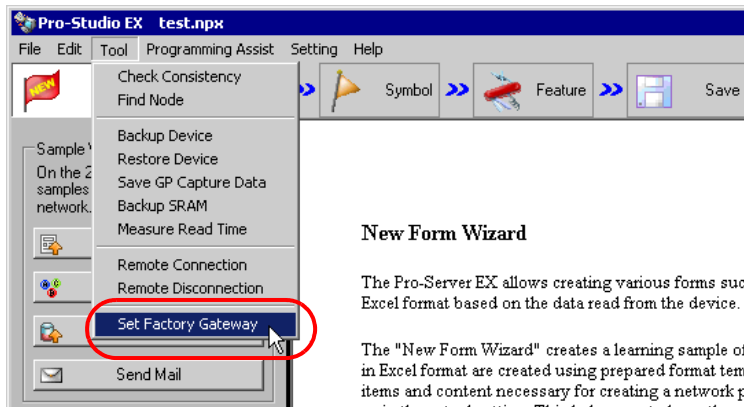 Pro-Studio EX test.npx
File Edit Tool Programming Assist Setting Help
NEW
Symbol
Feature
Save
Check Consistency
Find Node
Backup Device
Restore Device
Save GP Capture Data
Backup SRAM
Measure Read Time
Remote Connection
Remote Disconnection
Set Factory Gateway
Sample
On the 2
samples
network.
Send Mail
New Form Wizard
The Pro-Server EX allows creating various forms suc
Excel format based on the data read from the device.
The "New Form Wizard" creates a learning sample of
in Excel format are created using prepared format tem
items and content necessary for creating a network p